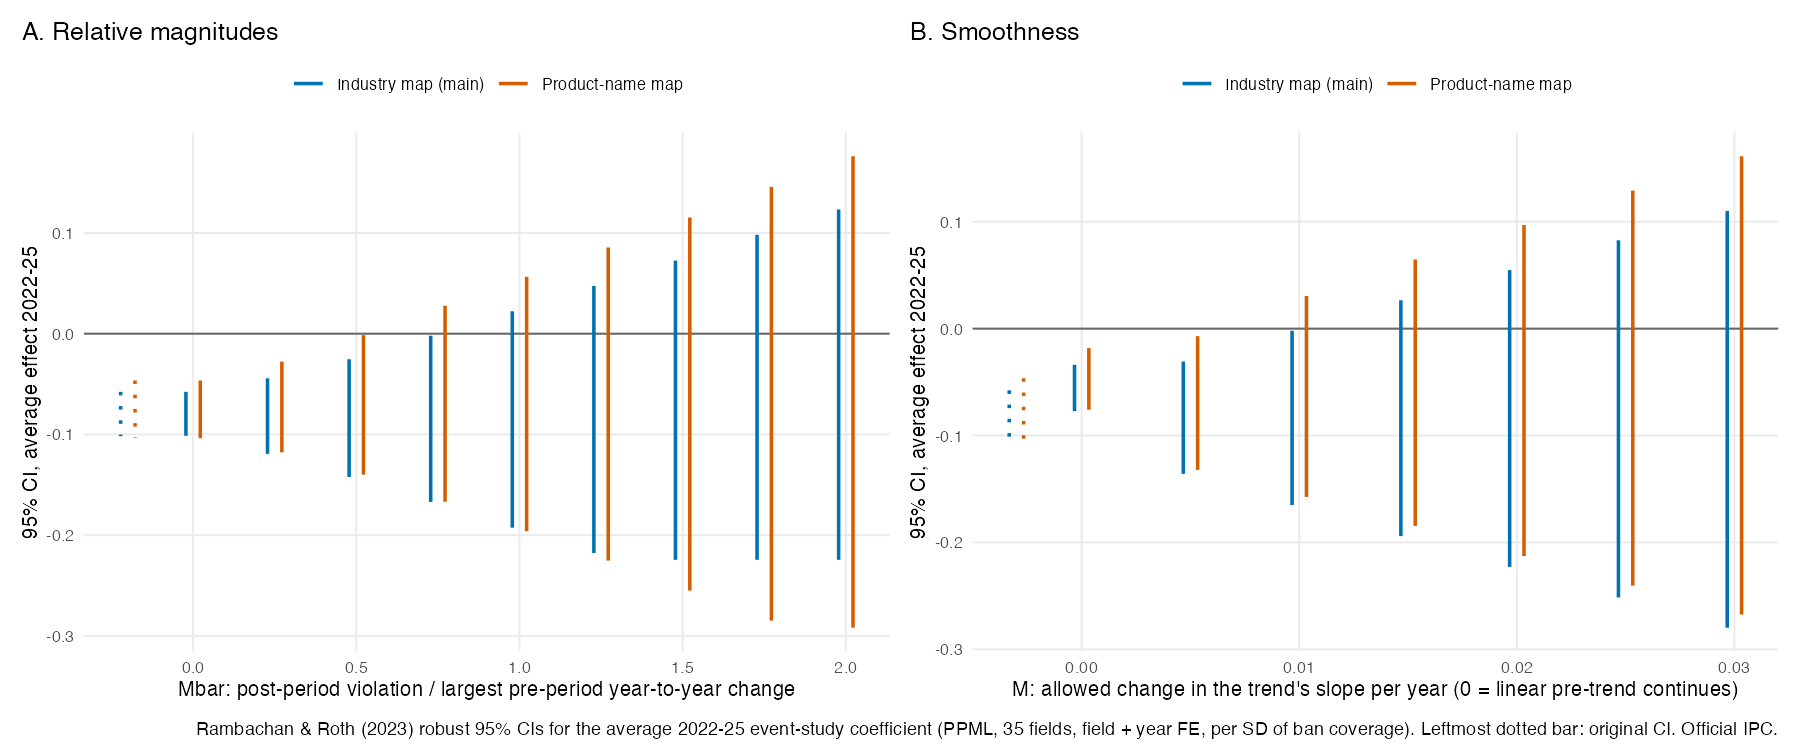 A. Relative magnitudes
Industry map (main) Product-name map
95% CI, average effect 2022-25
0.1
0.0
-0.1
-0.2
-0.3
0.0 0.5 1.0 1.5 2.0
Mbar: post-period violation / largest pre-period year-to-year change
B. Smoothness
Industry map (main) Product-name map
95% CI, average effect 2022-25
0.1
0.0
-0.1
-0.2
-0.3
0.00 0.01 0.02 0.03
M: allowed change in the trend's slope per year (0 = linear pre-trend continues)
Rambachan & Roth (2023) robust 95% CIs for the average 2022-25 event-study coefficient (PPML, 35 fields, field + year FE, per SD of ban coverage). Leftmost dotted bar: original CI. Official IPC.